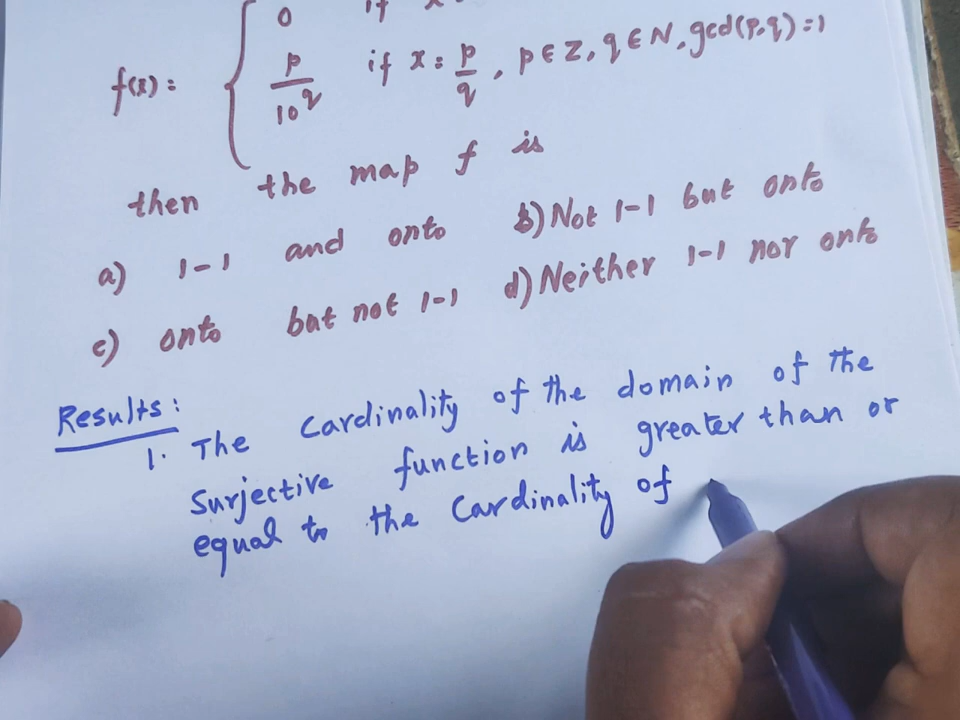 0 if x
f(x) = p/10^q if x = p/q, p ∈ Z, q ∈ N, gcd(p,q) = 1
then the map f is
a) 1-1 and onto b) Not 1-1 but onto
c) onto but not 1-1 d) Neither 1-1 nor onto
Results:
1. The Cardinality of the domain of the
surjective function is greater than or
equal to the Cardinality of